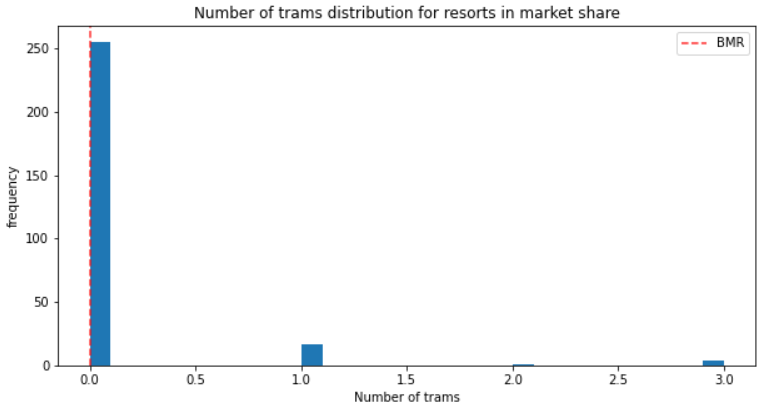 Number of trams distribution for resorts in market share
BMR
250
200
150
100
50
0
frequency
0.0 0.5 1.0 1.5 2.0 2.5 3.0
Number of trams